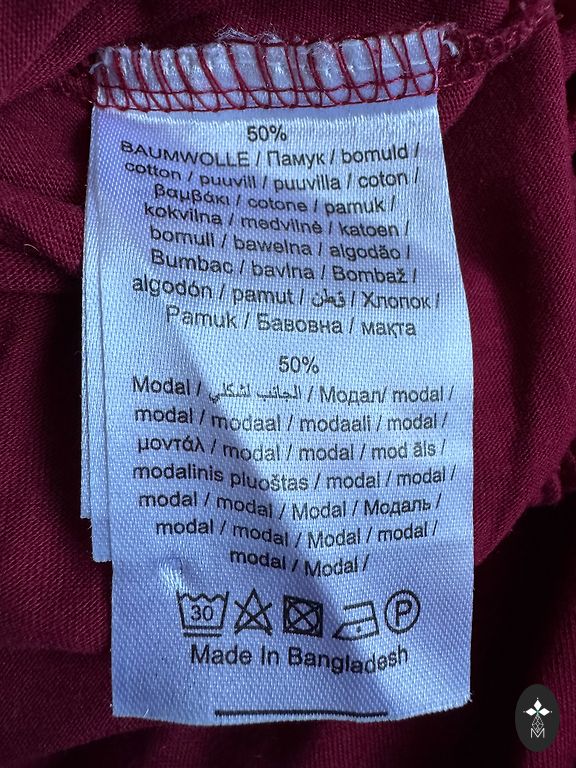 50%
BAUMWOLLE / Памук / bomuld /
cotton / puuvill / puuvilla / coton /
βαμβάκι / cotone / pamuk /
kokvilna / medvilnė / katoen /
bomull / bawełna / algodão /
Bumbac / bavlna / Bombaž /
algodón / pamut / قطن / Хлопок /
Pamuk / Бавовна / мақта
50%
Modal / الجانب لشكلي / Модал/ modal /
modal / modaal / modaali / modal /
μοντάλ / modal / modal / mod āls /
modalinis pluoštas / modal / modal /
modal / modal / Modal / Модаль /
modal / modal / Modal / modal /
modal / Modal /
30 P
Made In Bangladesh
M